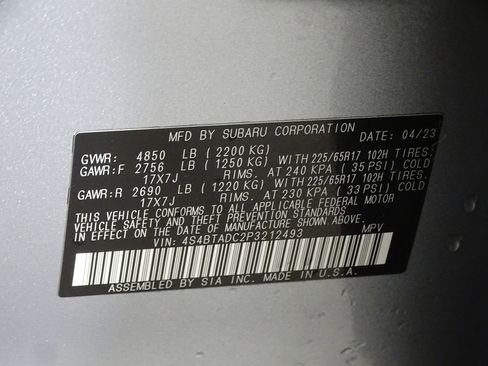 MFD BY SUBARU CORPORATION DATE: 04/23
GVWR: 4850 LB (2200 KG)
GAWR:F 2756 LB (1250 KG) WITH 225/65R17 102H TIRES.
17X7J RIMS. AT 240 KPA (35 PSI) COLD
GAWR:R 2690 LB (1220 KG) WITH 225/65R17 102H TIRES.
17X7J RIMS. AT 230 KPA (33 PSI) COLD
THIS VEHICLE CONFORMS TO ALL APPLICABLE FEDERAL MOTOR
VEHICLE SAFETY AND THEFT PREVENTION STANDARDS
IN EFFECT ON THE DATE OF MANUFACTURE SHOWN ABOVE.
VIN: 4S4BTADC2P3212493 MPV
ASSEMBLED BY SIA INC. MADE IN U.S.A.